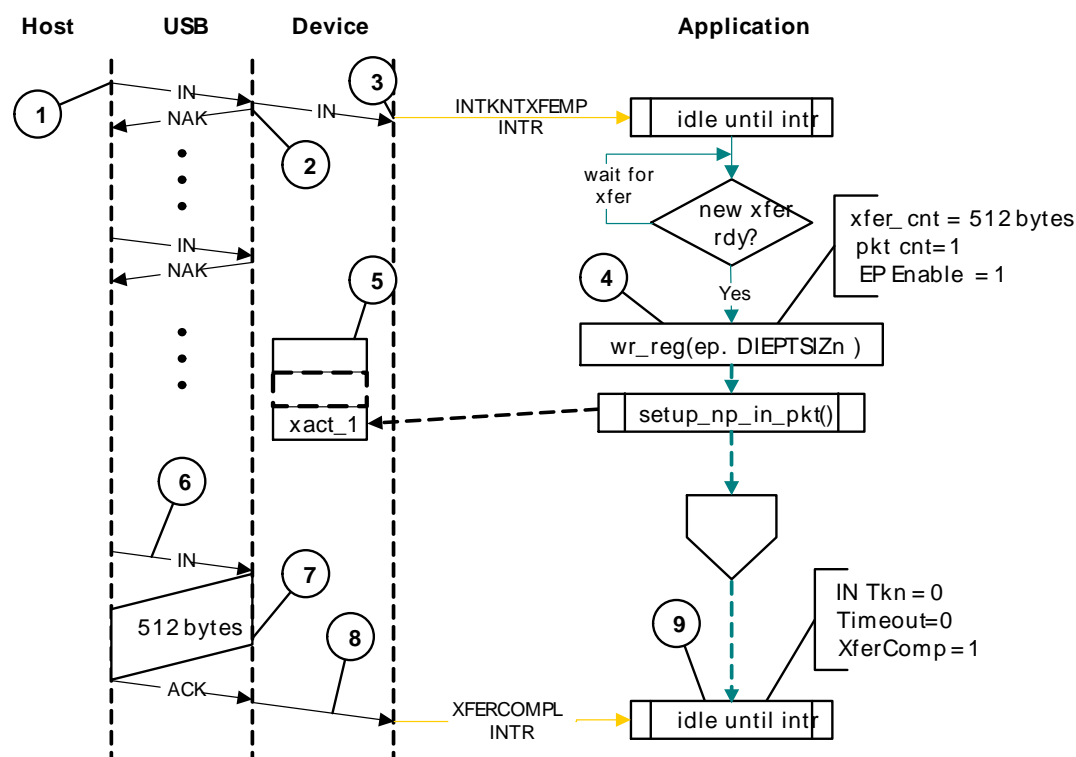 Host USB Device Application
1
IN
NAK
2
IN
3
INTKNTXFEMP
INTR
idle until intr
wait for
xfer
new xfer
rdy?
xfer_cnt = 512 bytes
pkt cnt=1
EP Enable = 1
Yes
4
wr_reg(ep. DIEPTSIZn )
IN
NAK
5
xact_1
setup_np_in_pkt()
6
IN
7
512 bytes
8
ACK
XFERCOMPL
INTR
9
IN Tkn = 0
Timeout=0
XferComp=1
idle until intr